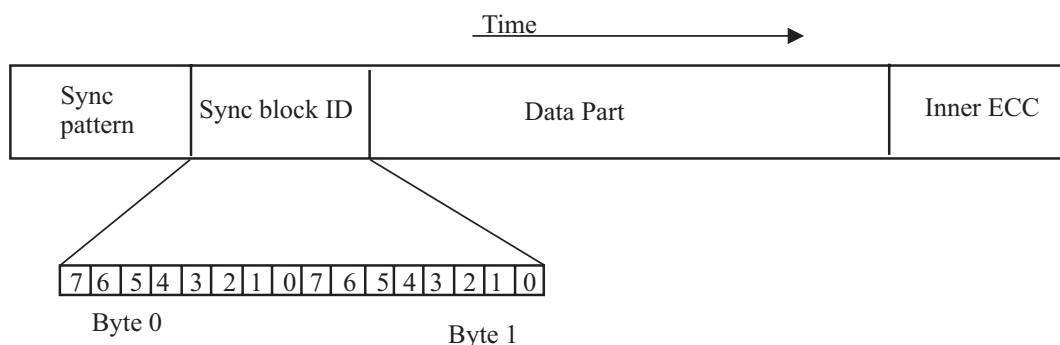 Time
Sync
pattern
Sync block ID
Data Part
Inner ECC
7 6 5 4 3 2 1 0 7 6 5 4 3 2 1 0
Byte 0
Byte 1